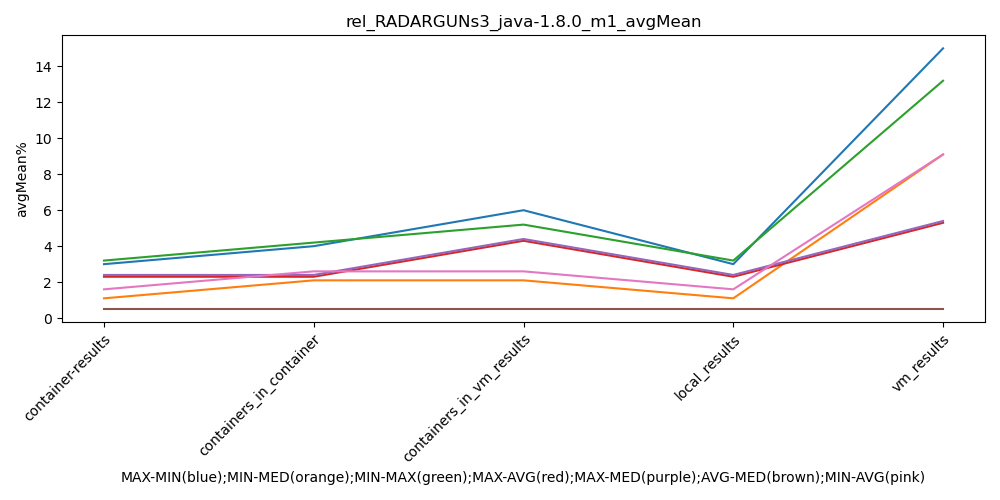 rel_RADARGUNs3_java-1.8.0_m1_avgMean
avgMean%
14
12
10
8
6
4
2
0
container-results
containers_in_container
containers_in_vm_results
local_results
vm_results
MAX-MIN(blue);MIN-MED(orange);MIN-MAX(green);MAX-AVG(red);MAX-MED(purple);AVG-MED(brown);MIN-AVG(pink)